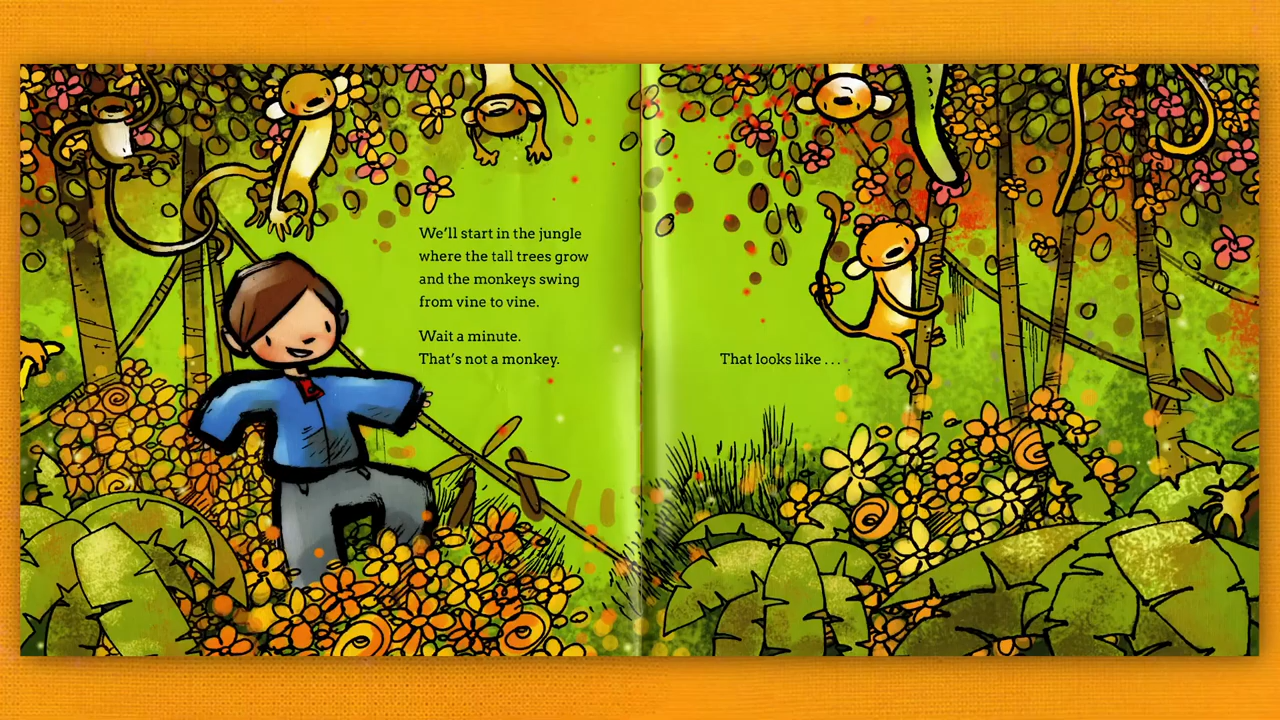 We'll start in the jungle
where the tall trees grow
and the monkeys swing
from vine to vine.
Wait a minute.
That's not a monkey.
That looks like . . .